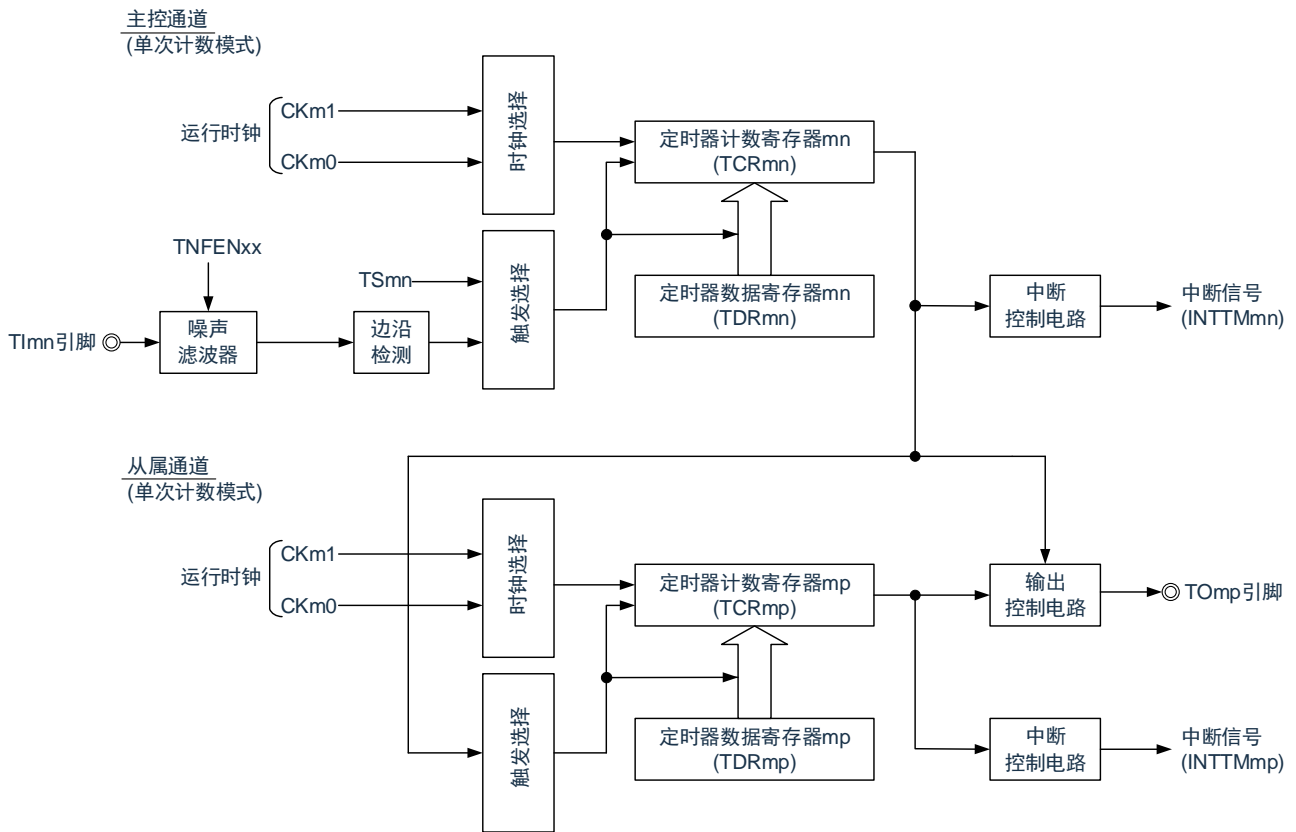 主控通道
(单次计数模式)
运行时钟
CKm1
CKm0
时钟选择
定时器计数寄存器mn
(TCRmn)
TNFENxx
TSmn
触发选择
定时器数据寄存器mn
(TDRmn)
中断
控制电路
中断信号
(INTTMmn)
TImn引脚
噪声
滤波器
边沿
检测
从属通道
(单次计数模式)
运行时钟
CKm1
CKm0
时钟选择
定时器计数寄存器mp
(TCRmp)
输出
控制电路
TOmp引脚
触发选择
定时器数据寄存器mp
(TDRmp)
中断
控制电路
中断信号
(INTTMmp)